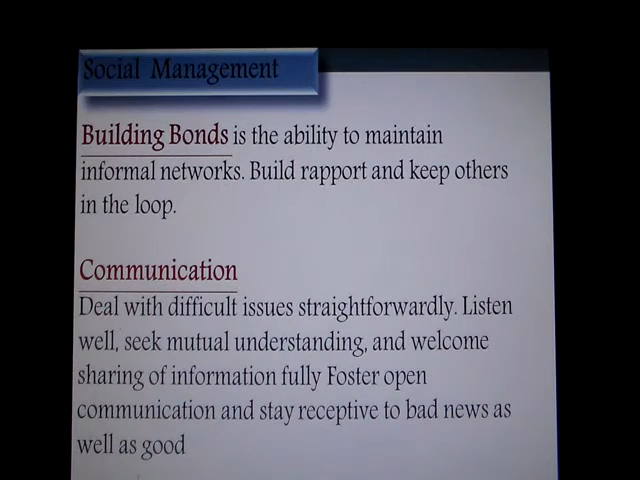 Social Management
Building Bonds is the ability to maintain
informal networks. Build rapport and keep others
in the loop.
Communication
Deal with difficult issues straightforwardly. Listen
well, seek mutual understanding, and welcome
sharing of information fully Foster open
communication and stay receptive to bad news as
well as good